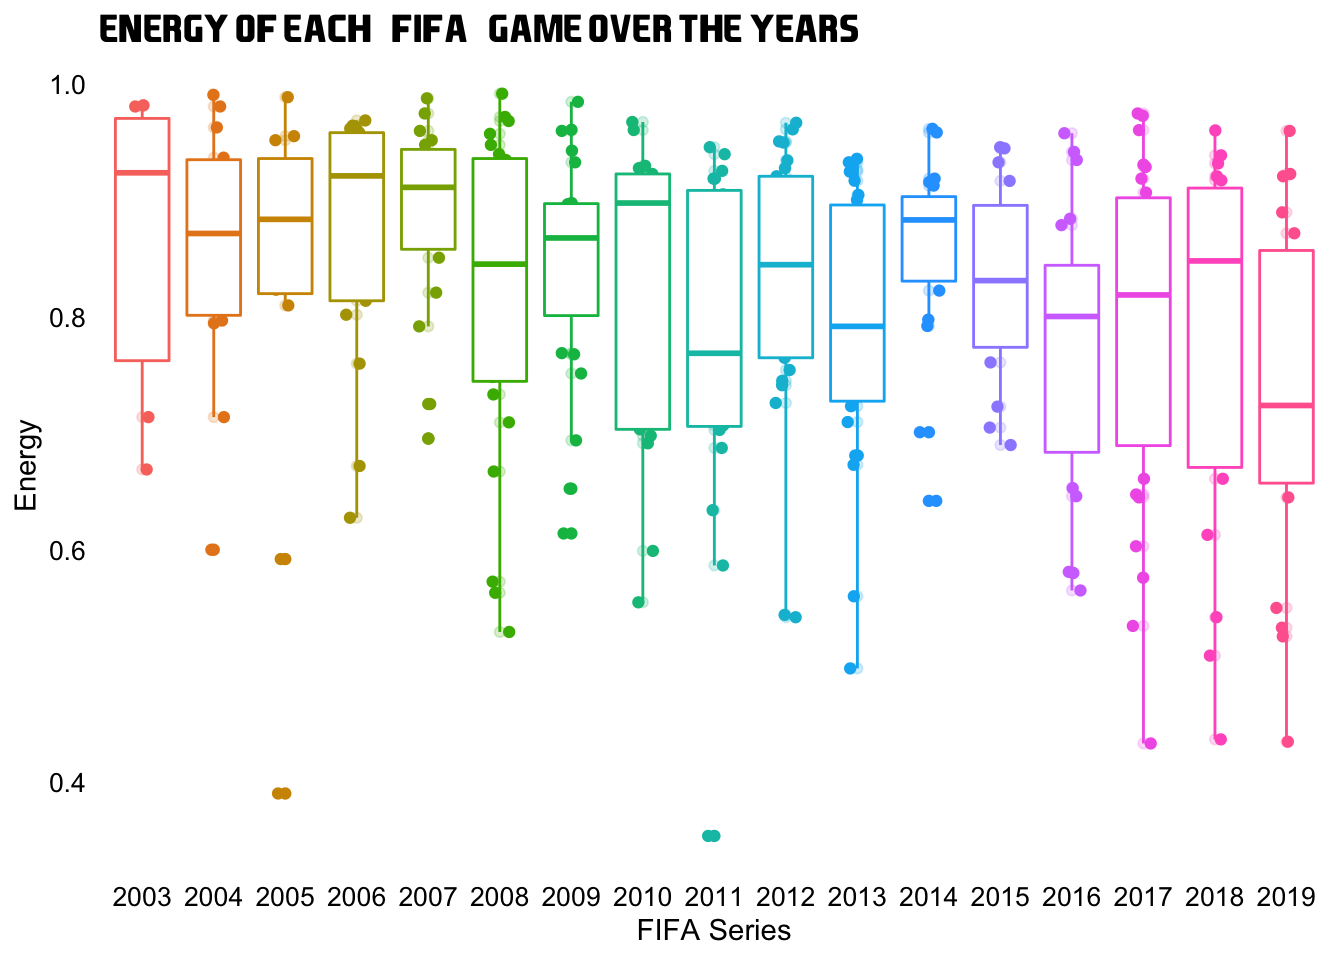 ENERGY OF EACH FIFA GAME OVER THE YEARS
1.0
0.8
0.6
0.4
Energy
2003 2004 2005 2006 2007 2008 2009 2010 2011 2012 2013 2014 2015 2016 2017 2018 2019
FIFA Series